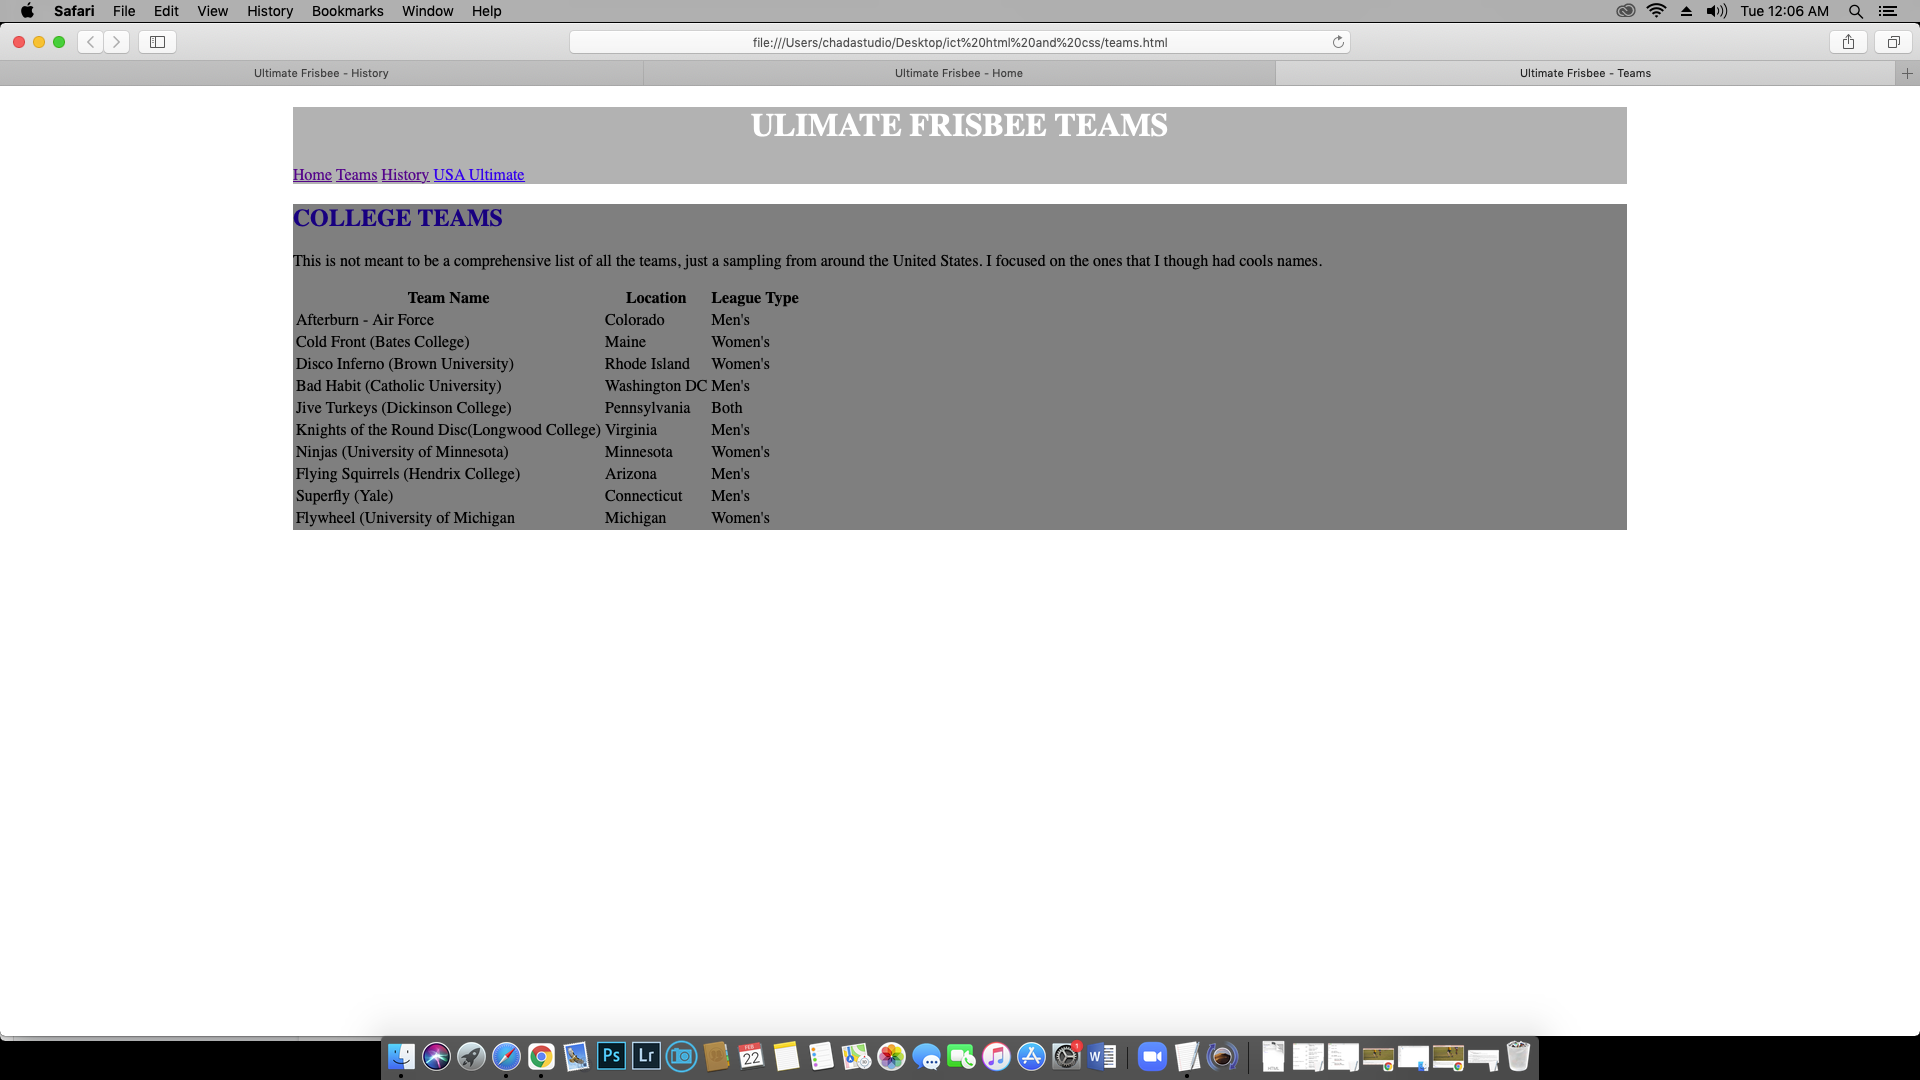 Safari File Edit View History Bookmarks Window Help Tue 12:06 AM
file:///Users/chadastudio/Desktop/ict%20html%20and%20css/teams.html
Ultimate Frisbee - History Ultimate Frisbee - Home Ultimate Frisbee - Teams
ULIMATE FRISBEE TEAMS
Home Teams History USA Ultimate
COLLEGE TEAMS
This is not meant to be a comprehensive list of all the teams, just a sampling from around the United States. I focused on the ones that I though had cools names.
Team Name Location League Type
Afterburn - Air Force Colorado Men's
Cold Front (Bates College) Maine Women's
Disco Inferno (Brown University) Rhode Island Women's
Bad Habit (Catholic University) Washington DC Men's
Jive Turkeys (Dickinson College) Pennsylvania Both
Knights of the Round Disc(Longwood College) Virginia Men's
Ninjas (University of Minnesota) Minnesota Women's
Flying Squirrels (Hendrix College) Arizona Men's
Superfly (Yale) Connecticut Men's
Flywheel (University of Michigan Michigan Women's
Ps Lr FEB 22 1 W